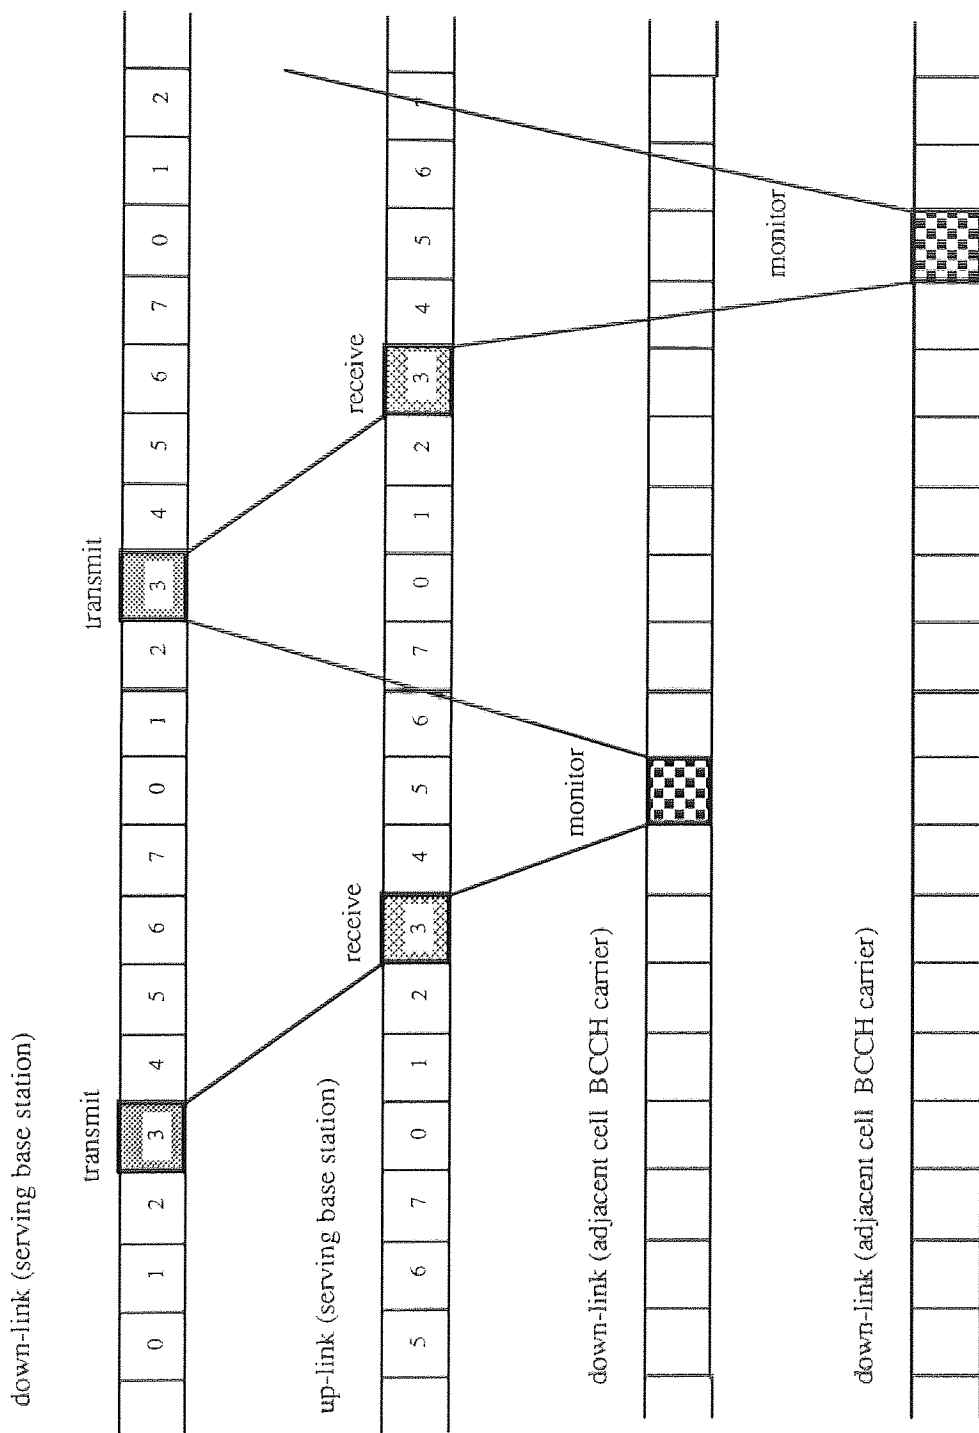 down-link (serving base station)
transmit transmit
0 1 2 3 4 5 6 7 0 1 2 3 4 5 6 7 0 1 2
up-link (serving base station) receive receive
5 6 7 0 1 2 3 4 5 6 7 0 1 2 3 4 5 6 7
down-link (adjacent cell BCCH carrier) monitor
down-link (adjacent cell BCCH carrier) monitor